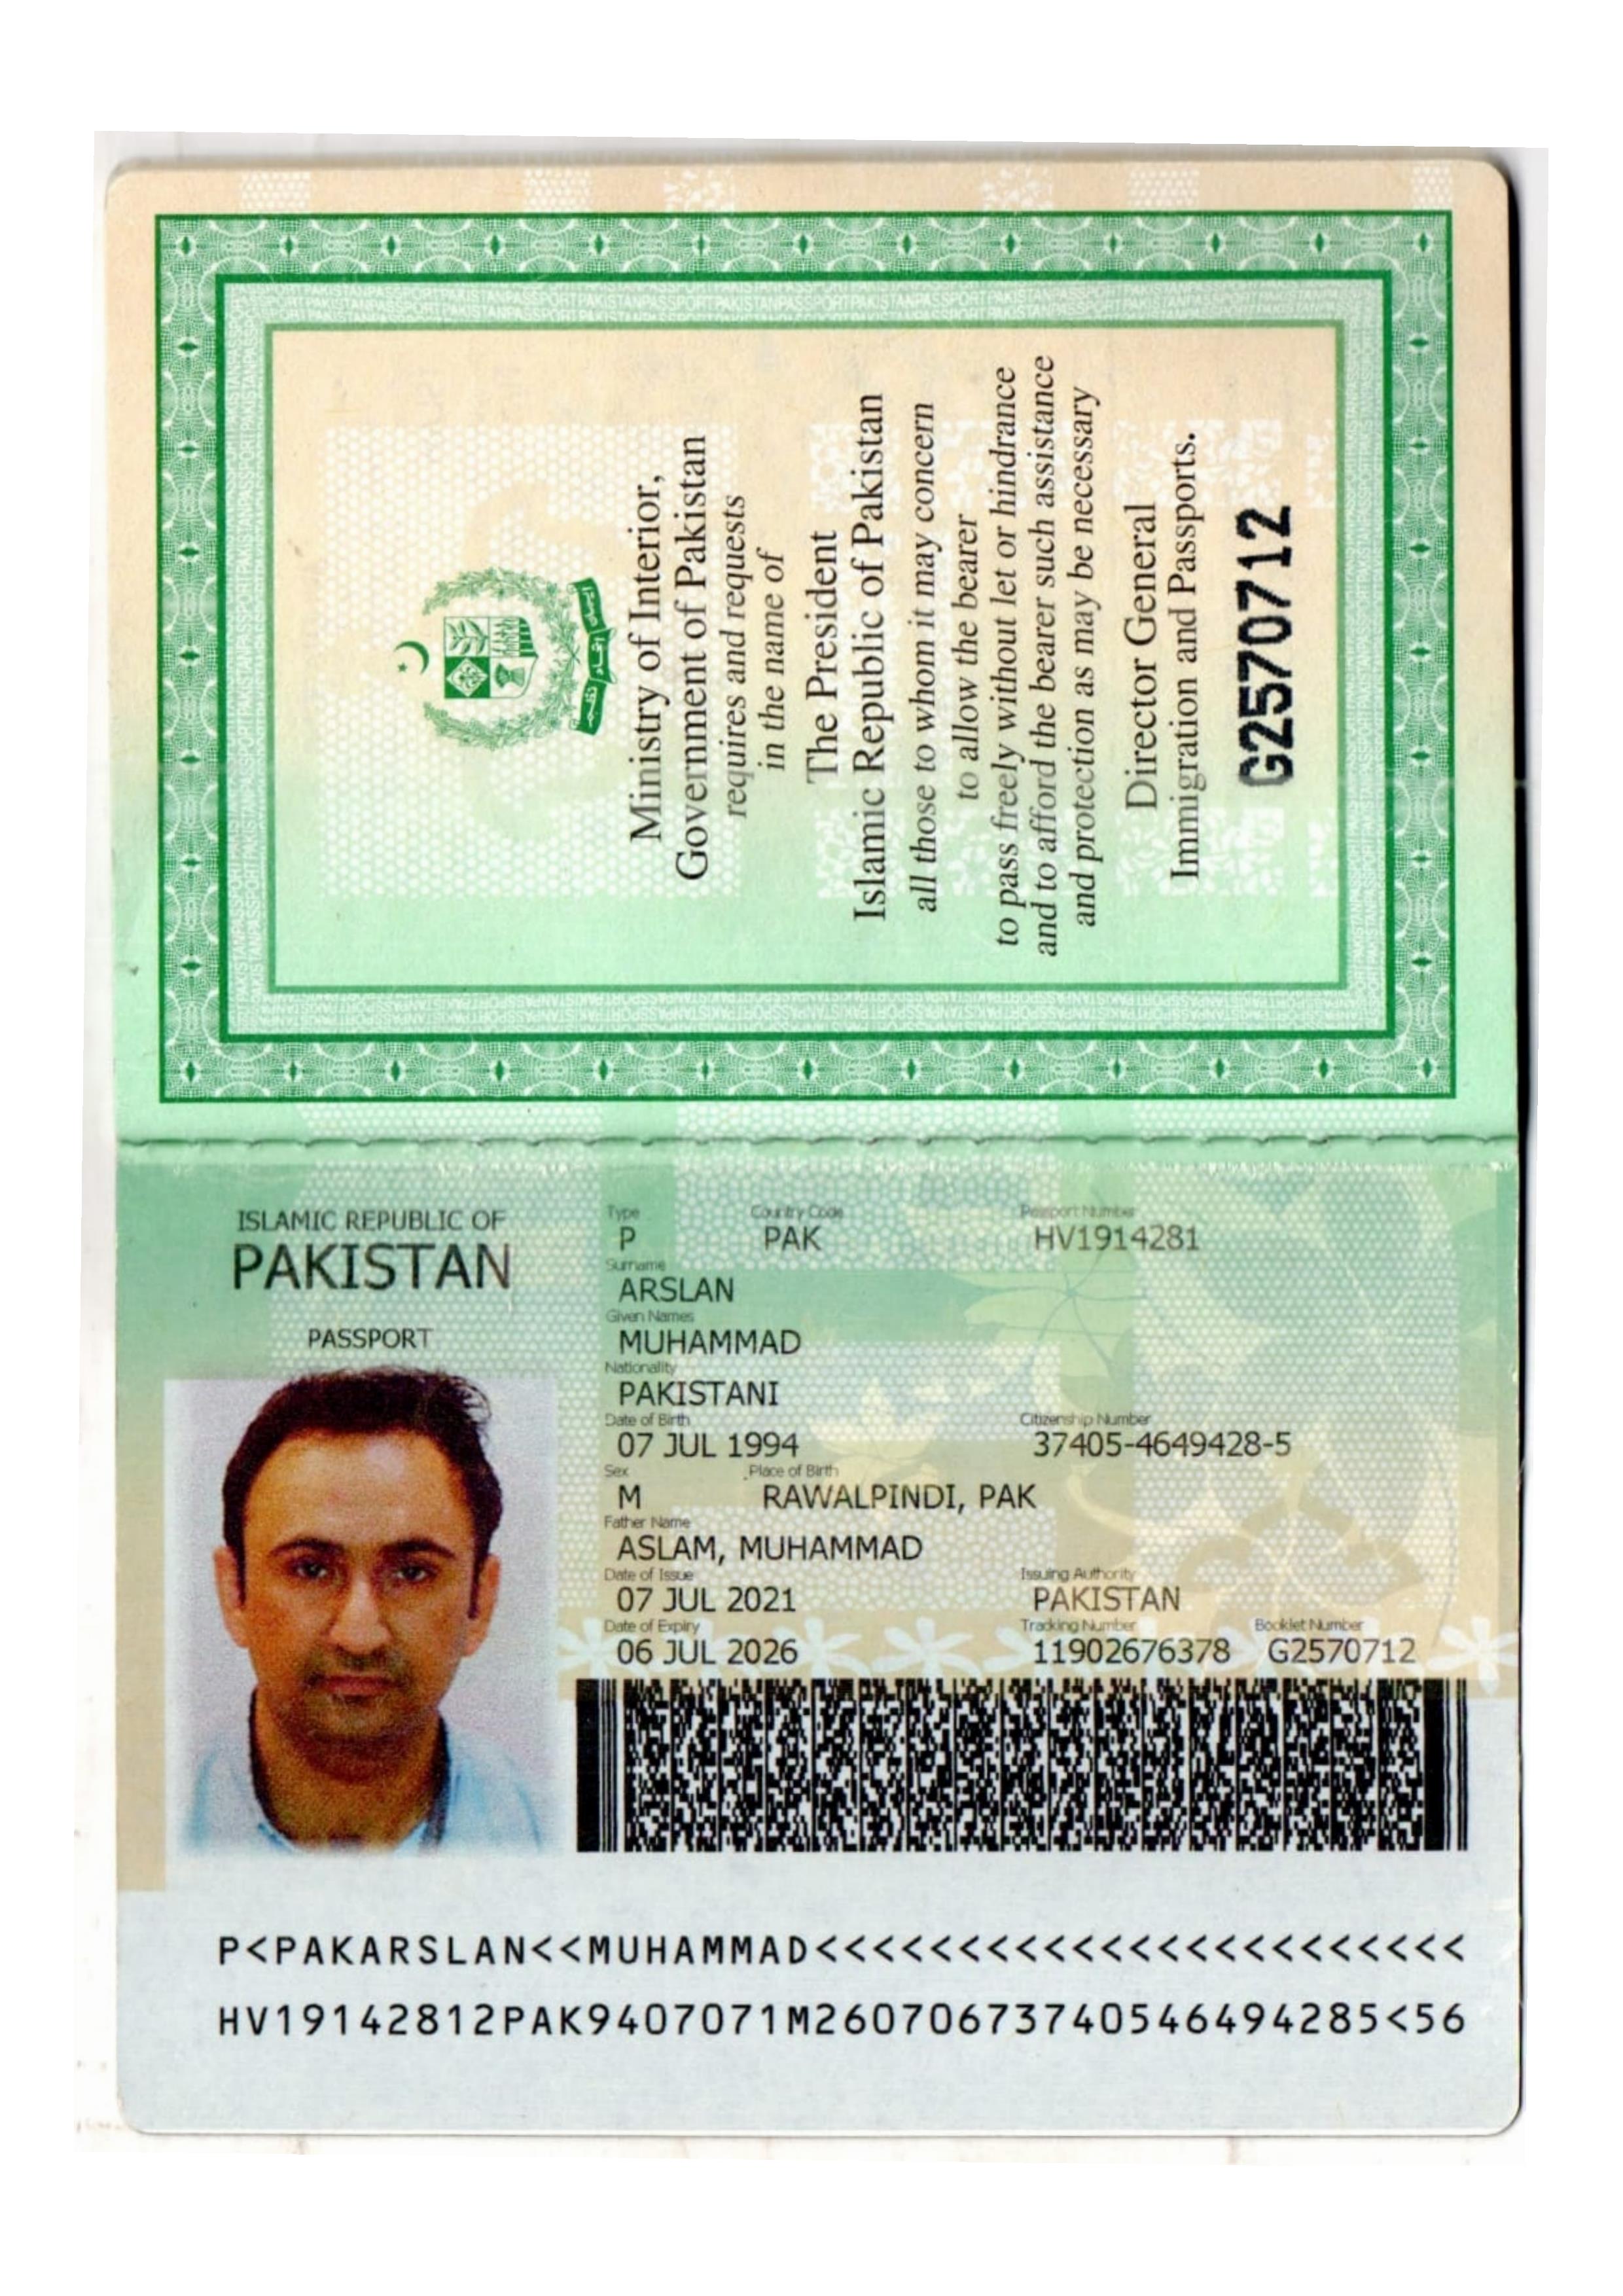 Ministry of Interior,
Government of Pakistan
requires and requests
in the name of
The President
Islamic Republic of Pakistan
all those to whom it may concern
to allow the bearer
to pass freely without let or hindrance
and to afford the bearer such assistance
and protection as may be necessary
Director General
Immigration and Passports.
G2570712
ISLAMIC REPUBLIC OF
PAKISTAN
PASSPORT
Type Country Code Passport Number
P PAK HV1914281
Surname
ARSLAN
Given Names
MUHAMMAD
Nationality
PAKISTANI
Date of Birth Citizenship Number
07 JUL 1994 37405-4649428-5
Sex Place of Birth
M RAWALPINDI, PAK
Father Name
ASLAM, MUHAMMAD
Date of Issue Issuing Authority
07 JUL 2021 PAKISTAN
Date of Expiry Tracking Number Booklet Number
06 JUL 2026 11902676378 G2570712
P<PAKARSLAN<<MUHAMMAD<<<<<<<<<<<<<<<<<<<<<<<
HV19142812PAK9407071M26070673740546494285<56